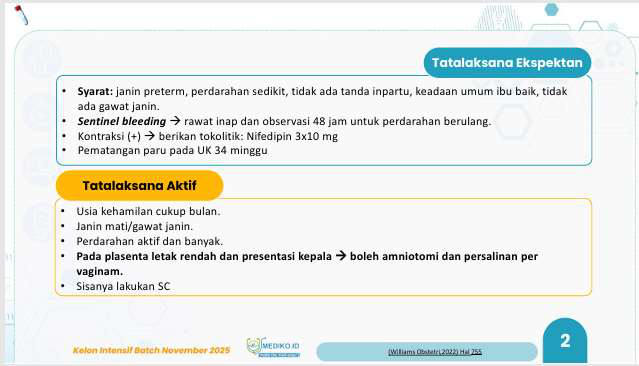 Tatalaksana Ekspektan
• Syarat: janin preterm, perdarahan sedikit, tidak ada tanda inpartu, keadaan umum ibu baik, tidak
ada gawat janin.
• Sentinel bleeding → rawat inap dan observasi 48 jam untuk perdarahan berulang.
• Kontraksi (+) → berikan tokolitik: Nifedipin 3x10 mg
• Pematangan paru pada UK 34 minggu
Tatalaksana Aktif
• Usia kehamilan cukup bulan.
• Janin mati/gawat janin.
• Perdarahan aktif dan banyak.
• Pada plasenta letak rendah dan presentasi kepala → boleh amniotomi dan persalinan per
vaginam.
• Sisanya lakukan SC
Kelon Intensif Batch November 2025
MEDIKO.ID
(Williams Obstetri,2022) Hal 755
2